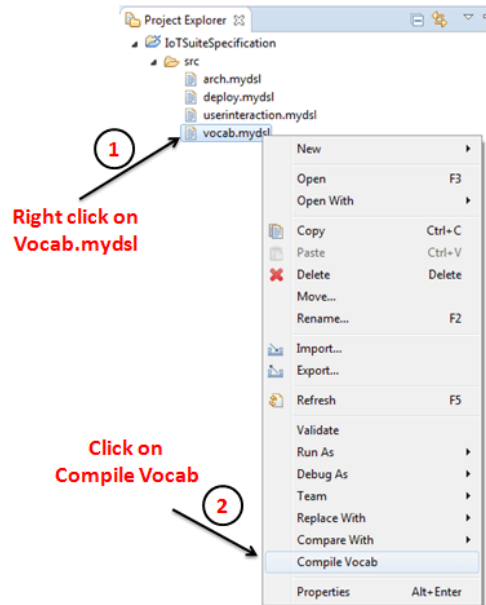 Project Explorer
IoTSuiteSpecification
src
arch.mydsl
deploy.mydsl
userinteraction.mydsl
vocab.mydsl
1
Right click on
Vocab.mydsl
New
Open F3
Open With
Copy Ctrl+C
Paste Ctrl+V
Delete Delete
Move...
Rename... F2
Import...
Export...
Refresh F5
Validate
Run As
Debug As
Team
Replace With
Compare With
Compile Vocab
Properties Alt+Enter
Click on
Compile Vocab
2